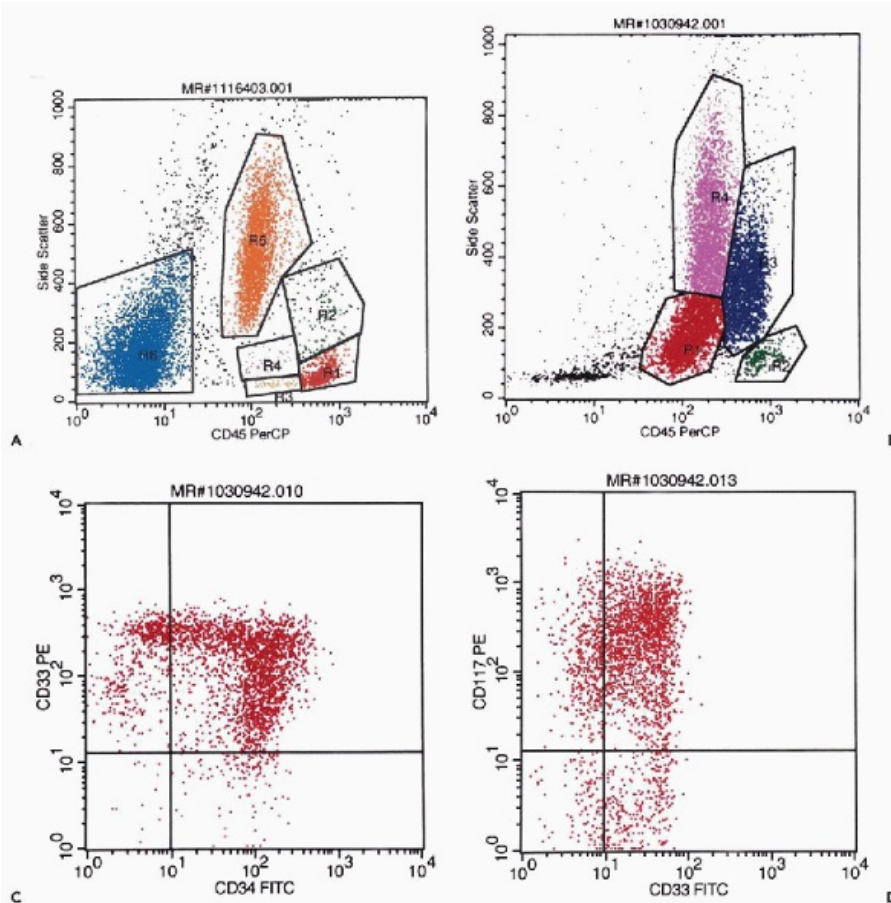 MR#1116403.001
Side Scatter
1000
800
600
400
200
0
R5
R2
R6
R4
R1
R3
10^0 10^1 10^2 10^3 10^4
CD45 PerCP
A
MR#1030942.001
Side Scatter
1000
800
600
400
200
0
R4
R3
R1
R2
10^0 10^1 10^2 10^3 10^4
CD45 PerCP
MR#1030942.010
CD33 PE
10^4
10^3
10^2
10^1
10^0
10^0 10^1 10^2 10^3 10^4
CD34 FITC
C
MR#1030942.013
CD117 PE
10^4
10^3
10^2
10^1
10^0
10^0 10^1 10^2 10^3 10^4
CD33 FITC